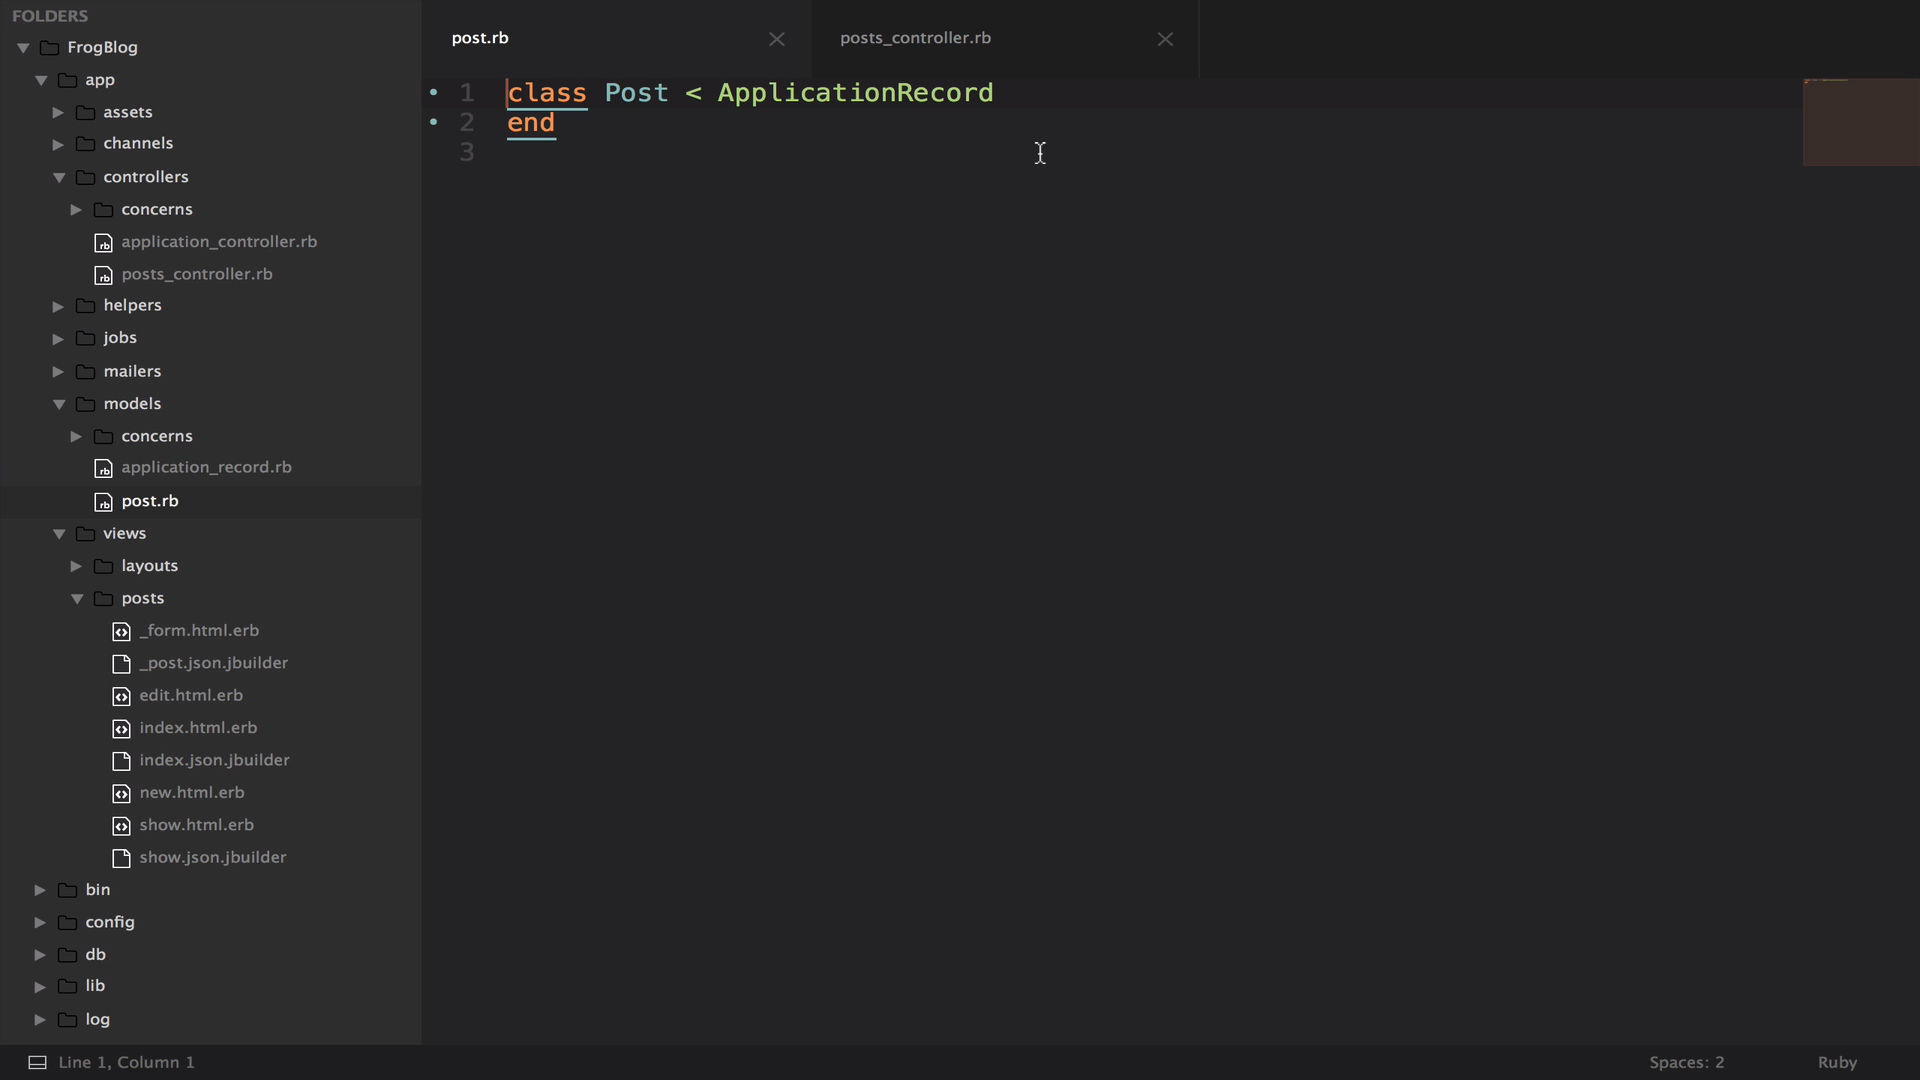 FOLDERS
FrogBlog
app
assets
channels
controllers
concerns
application_controller.rb
posts_controller.rb
helpers
jobs
mailers
models
concerns
application_record.rb
post.rb
views
layouts
posts
_form.html.erb
_post.json.jbuilder
edit.html.erb
index.html.erb
index.json.jbuilder
new.html.erb
show.html.erb
show.json.jbuilder
bin
config
db
lib
log
post.rb
posts_controller.rb
1 class Post < ApplicationRecord
2 end
3
Line 1, Column 1
Spaces: 2
Ruby